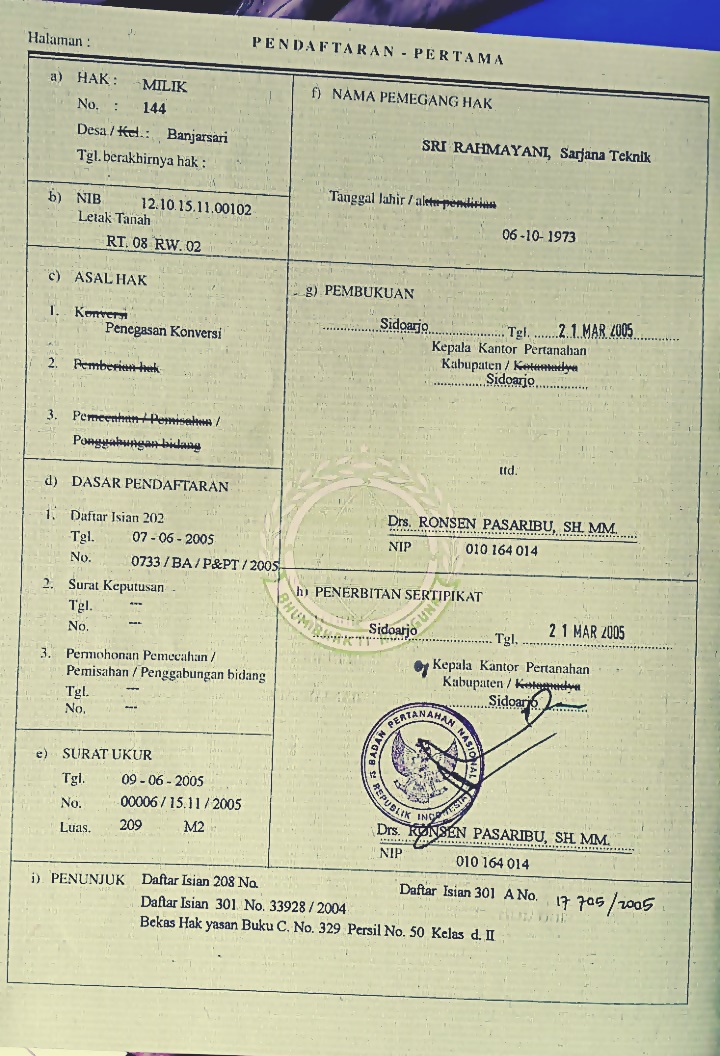 Halaman :
PENDAFTARAN - PERTAMA
a) HAK : MILIK
No. : 144
Desa / Kel. : Banjarsari
Tgl. berakhirnya hak :
b) NIB 12.10.15.11.00102
Letak Tanah
RT. 08 RW. 02
c) ASAL HAK
1. Konversi
Penegasan Konversi
2. Pemberian hak
3. Pemecahan / Pemisahan /
Penggabungan bidang
d) DASAR PENDAFTARAN
1. Daftar Isian 202
Tgl. 07 - 06 - 2005
No. 0733 / BA / P&PT / 2005
2. Surat Keputusan
Tgl. ---
No. ---
3. Permohonan Pemecahan /
Pemisahan / Penggabungan bidang
Tgl. ---
No. ---
e) SURAT UKUR
Tgl. 09 - 06 - 2005
No. 00006 / 15.11 / 2005
Luas. 209 M2
f) NAMA PEMEGANG HAK
SRI RAHMAYANI, Sarjana Teknik
Tanggal lahir / akta pendirian
06 -10- 1973
g) PEMBUKUAN
Sidoarjo Tgl. 21 MAR 2005
Kepala Kantor Pertanahan
Kabupaten / Kotamadya
Sidoarjo
ttd.
Drs. RONSEN PASARIBU, SH. MM.
NIP 010 164 014
h) PENERBITAN SERTIPIKAT
Sidoarjo Tgl. 21 MAR 2005
Kepala Kantor Pertanahan
Kabupaten / Kotamadya
Sidoarjo
BADAN PERTANAHAN NASIONAL
REPUBLIK INDONESIA
Drs. RONSEN PASARIBU, SH. MM.
NIP 010 164 014
BHUMI BHAKTI
i) PENUNJUK Daftar Isian 208 No.
Daftar Isian 301 No. 33928 / 2004
Bekas Hak yasan Buku C. No. 329 Persil No. 50 Kelas d. II
Daftar Isian 301 A No. 17 705/2005